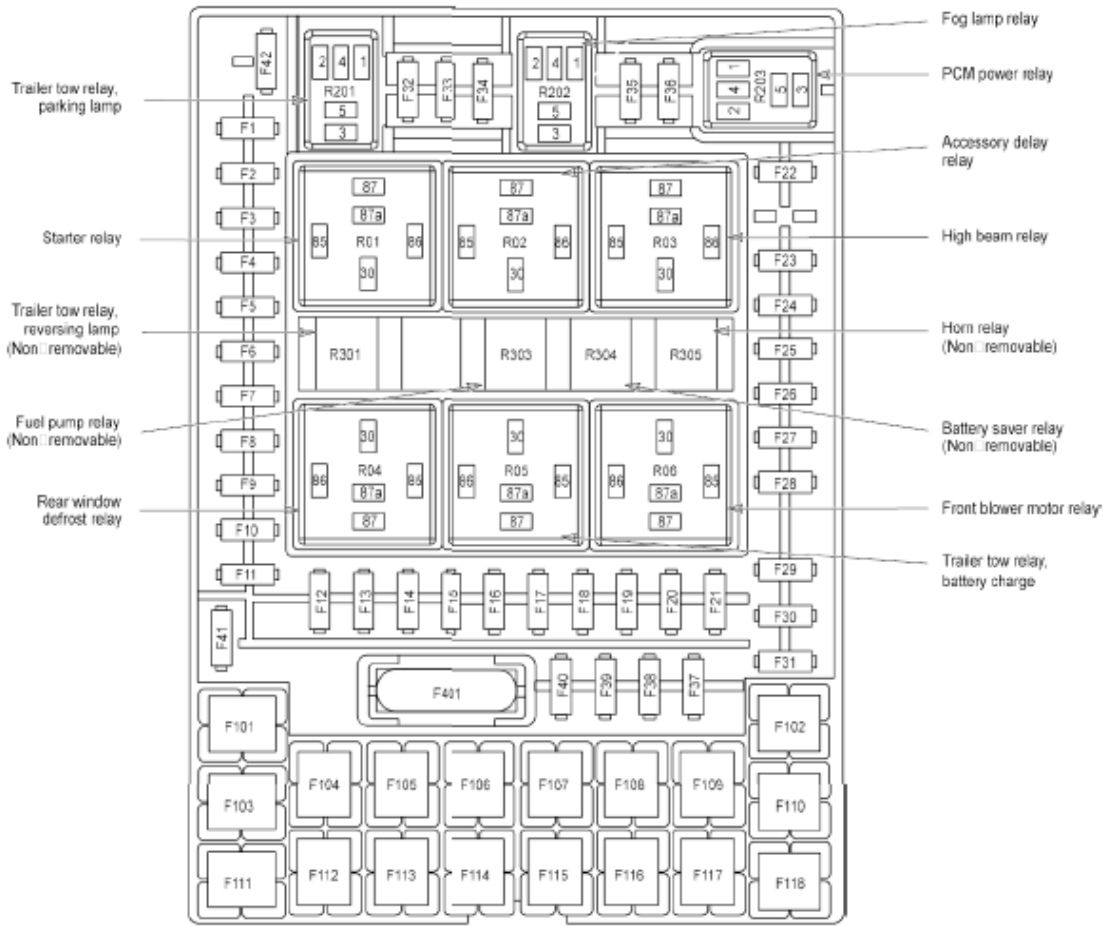 Fog lamp relay
PCM power relay
Trailer tow relay,
parking lamp
Accessory delay
relay
Starter relay
High beam relay
Trailer tow relay,
reversing lamp
(Non□removable)
Horn relay
(Non□removable)
Fuel pump relay
(Non□removable)
Battery saver relay
(Non□removable)
Rear window
defrost relay
Front blower motor relay
Trailer tow relay,
battery charge
F42
2 4 1
R201
5
3
F32
F33
F34
2 4 1
R202
5
3
F35
F36
1
4
2
R203
5
3
F1
F2
F3
F4
F5
F6
F7
F8
F9
F10
F11
F41
87
87a
85 R01 86
30
87
87a
85 R02 86
30
87
87a
85 R03 86
30
R301
R303
R304
R305
30
86 R04 85
87a
87
30
86 R05 85
87a
87
30
86 R06 85
87a
87
F22
F23
F24
F25
F26
F27
F28
F29
F30
F31
F12
F13
F14
F15
F16
F17
F18
F19
F20
F21
F401
F40
F39
F38
F37
F101
F102
F103
F104
F105
F106
F107
F108
F109
F110
F111
F112
F113
F114
F115
F116
F117
F118